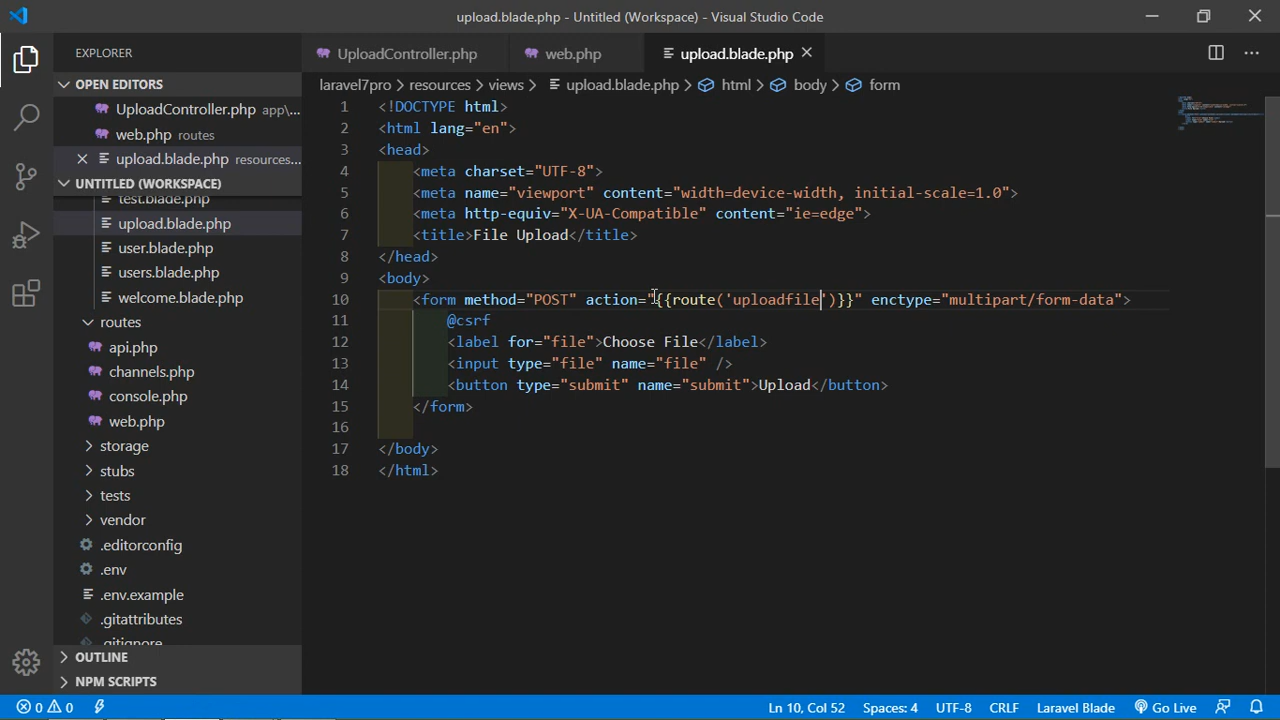 upload.blade.php - Untitled (Workspace) - Visual Studio Code
EXPLORER
OPEN EDITORS
UploadController.php app\...
web.php routes
upload.blade.php resources...
UNTITLED (WORKSPACE)
test.blade.php
upload.blade.php
user.blade.php
users.blade.php
welcome.blade.php
routes
api.php
channels.php
console.php
web.php
storage
stubs
tests
vendor
.editorconfig
.env
.env.example
.gitattributes
.gitignore
OUTLINE
NPM SCRIPTS
UploadController.php web.php upload.blade.php
laravel7pro > resources > views > upload.blade.php > html > body > form
1 <!DOCTYPE html>
2 <html lang="en">
3 <head>
4 <meta charset="UTF-8">
5 <meta name="viewport" content="width=device-width, initial-scale=1.0">
6 <meta http-equiv="X-UA-Compatible" content="ie=edge">
7 <title>File Upload</title>
8 </head>
9 <body>
10 <form method="POST" action="{{route('uploadfile')}}" enctype="multipart/form-data">
11 @csrf
12 <label for="file">Choose File</label>
13 <input type="file" name="file" />
14 <button type="submit" name="submit">Upload</button>
15 </form>
16
17 </body>
18 </html>
0 0 Ln 10, Col 52 Spaces: 4 UTF-8 CRLF Laravel Blade Go Live